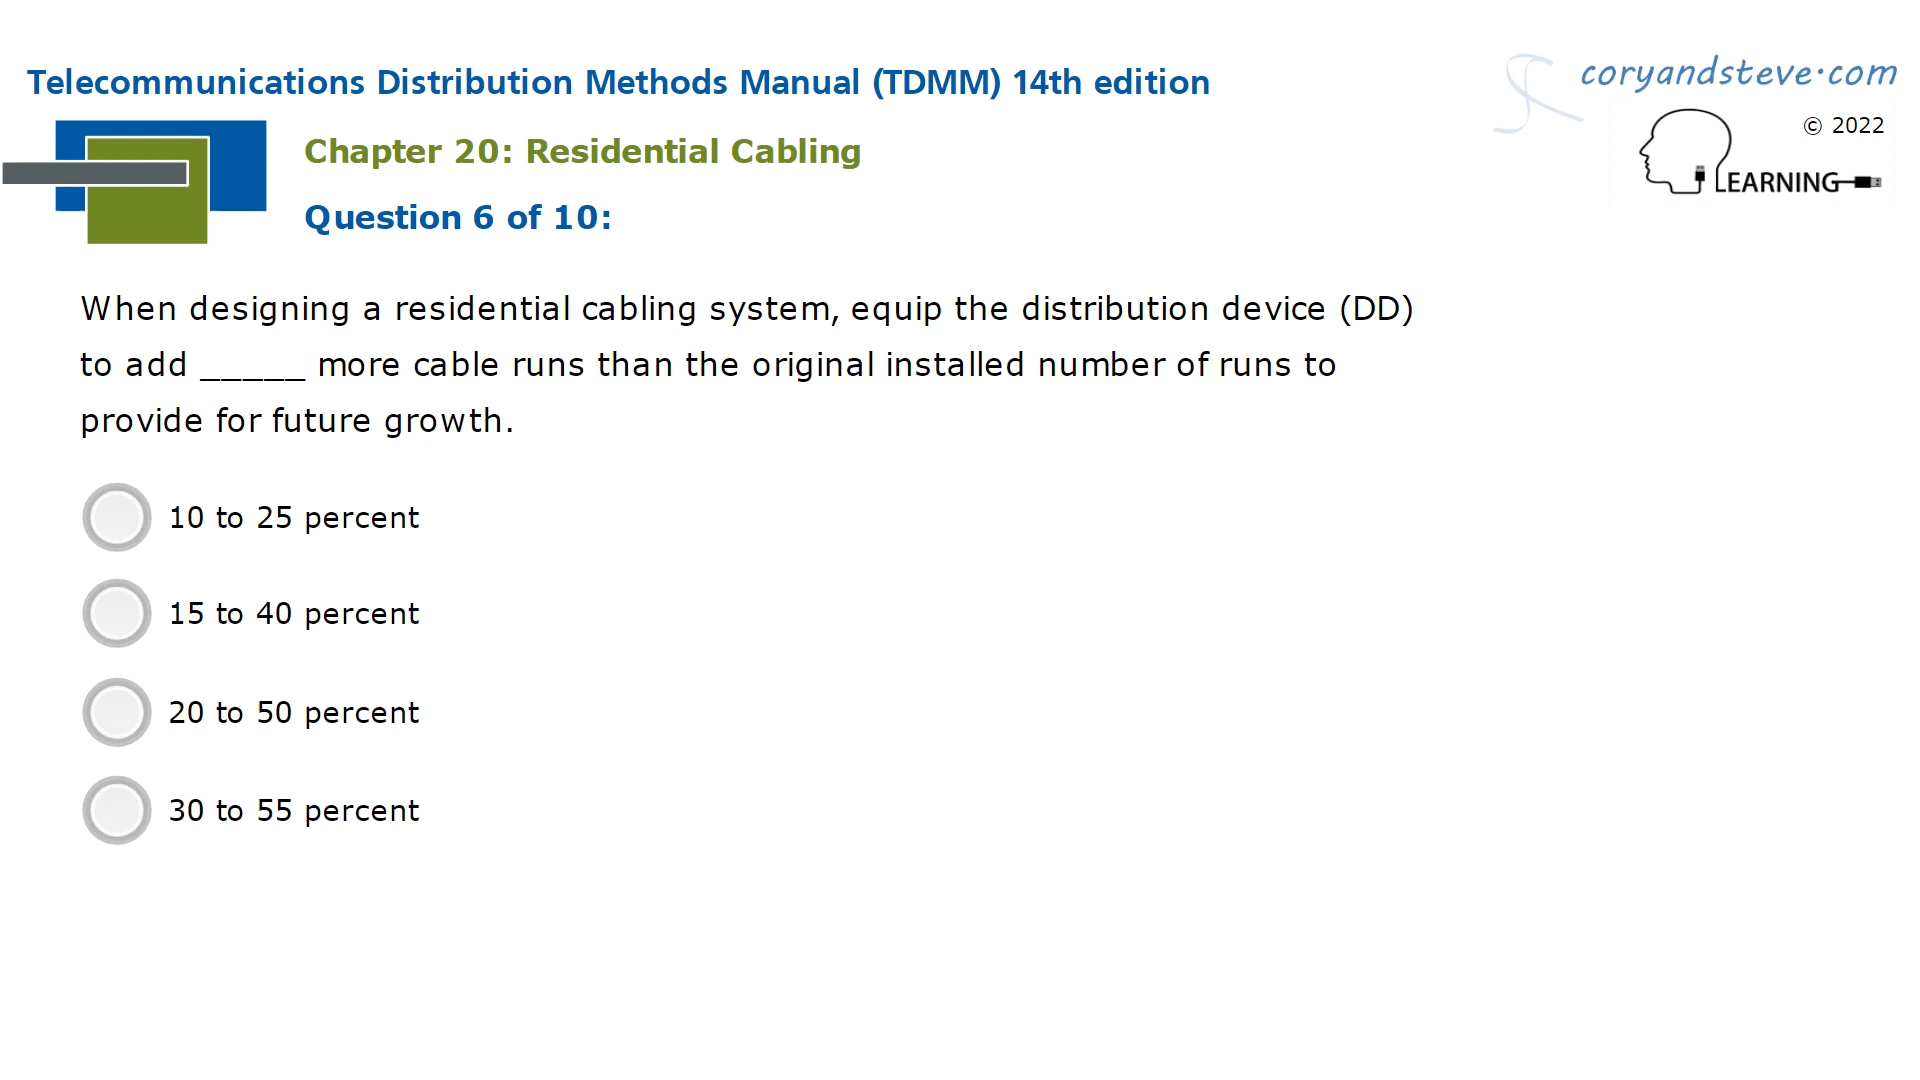 Telecommunications Distribution Methods Manual (TDMM) 14th edition
coryandsteve.com
© 2022
LEARNING
Chapter 20: Residential Cabling
Question 6 of 10:
When designing a residential cabling system, equip the distribution device (DD)
to add _____ more cable runs than the original installed number of runs to
provide for future growth.
10 to 25 percent
15 to 40 percent
20 to 50 percent
30 to 55 percent